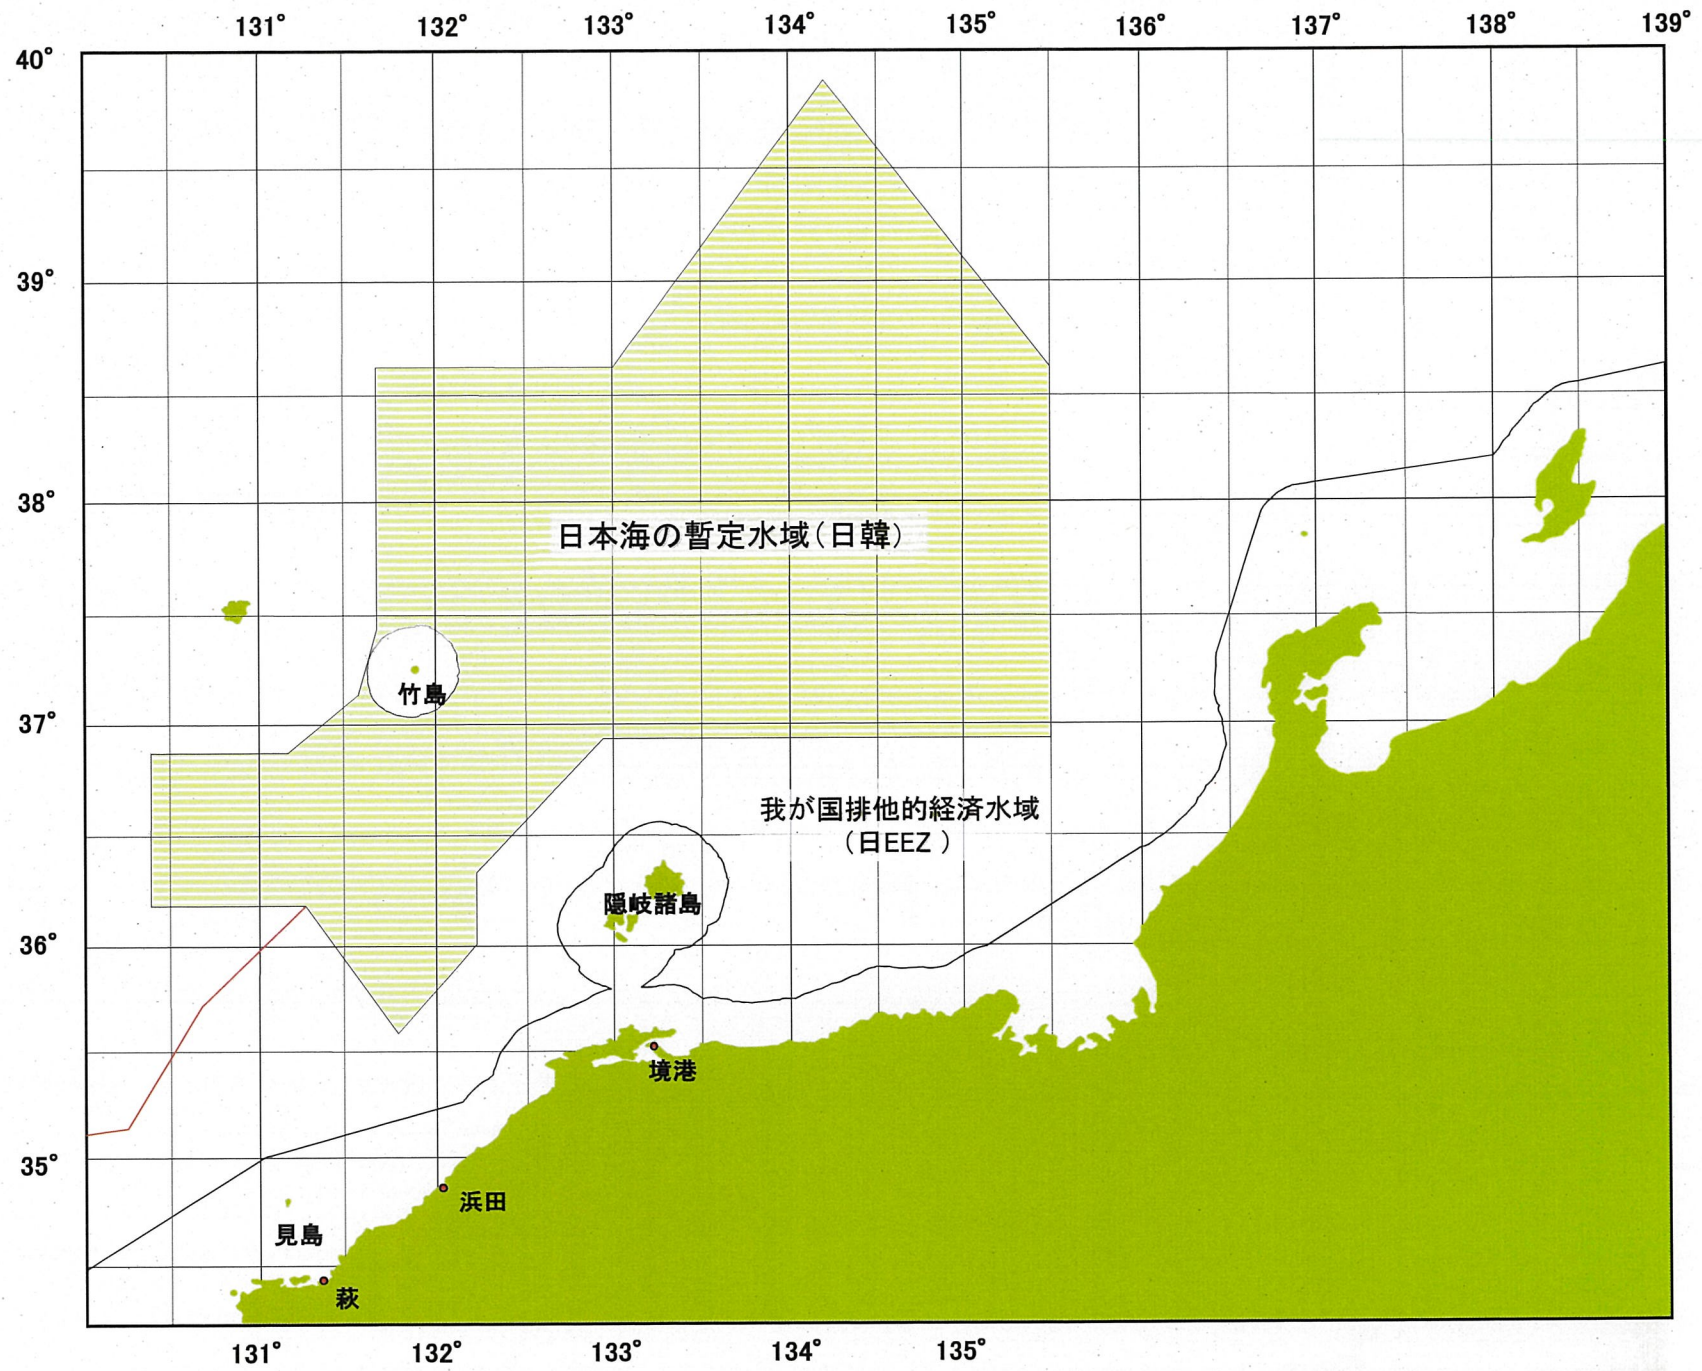 131° 132° 133° 134° 135° 136° 137° 138° 139°
40°
39°
38°
日本海の暫定水域(日韓)
竹島
37°
我が国排他的経済水域
(日EEZ )
隠岐諸島
36°
境港
35°
浜田
見島
萩
131° 132° 133° 134° 135°